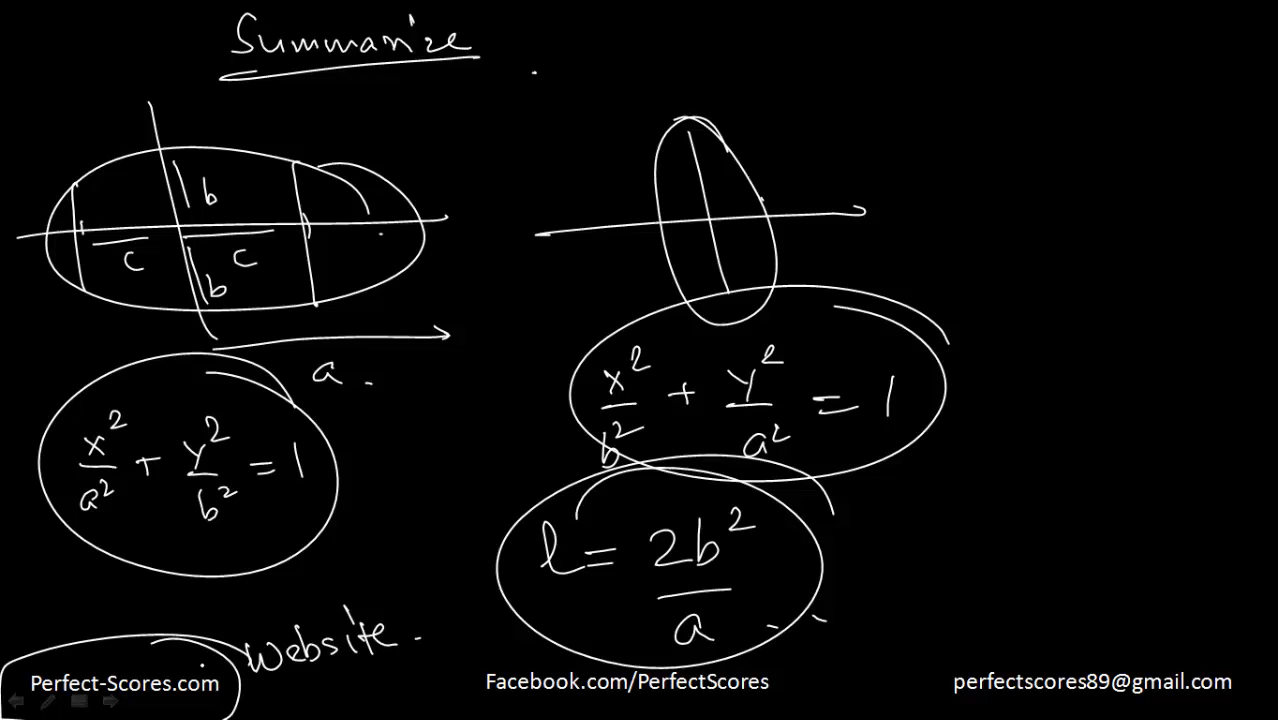 Summarize
b
c c
b
a
x²/a² + y²/b² = 1
x²/b² + y²/a² = 1
l = 2b²/a
Website.
Perfect-Scores.com
Facebook.com/PerfectScores
perfectscores89@gmail.com